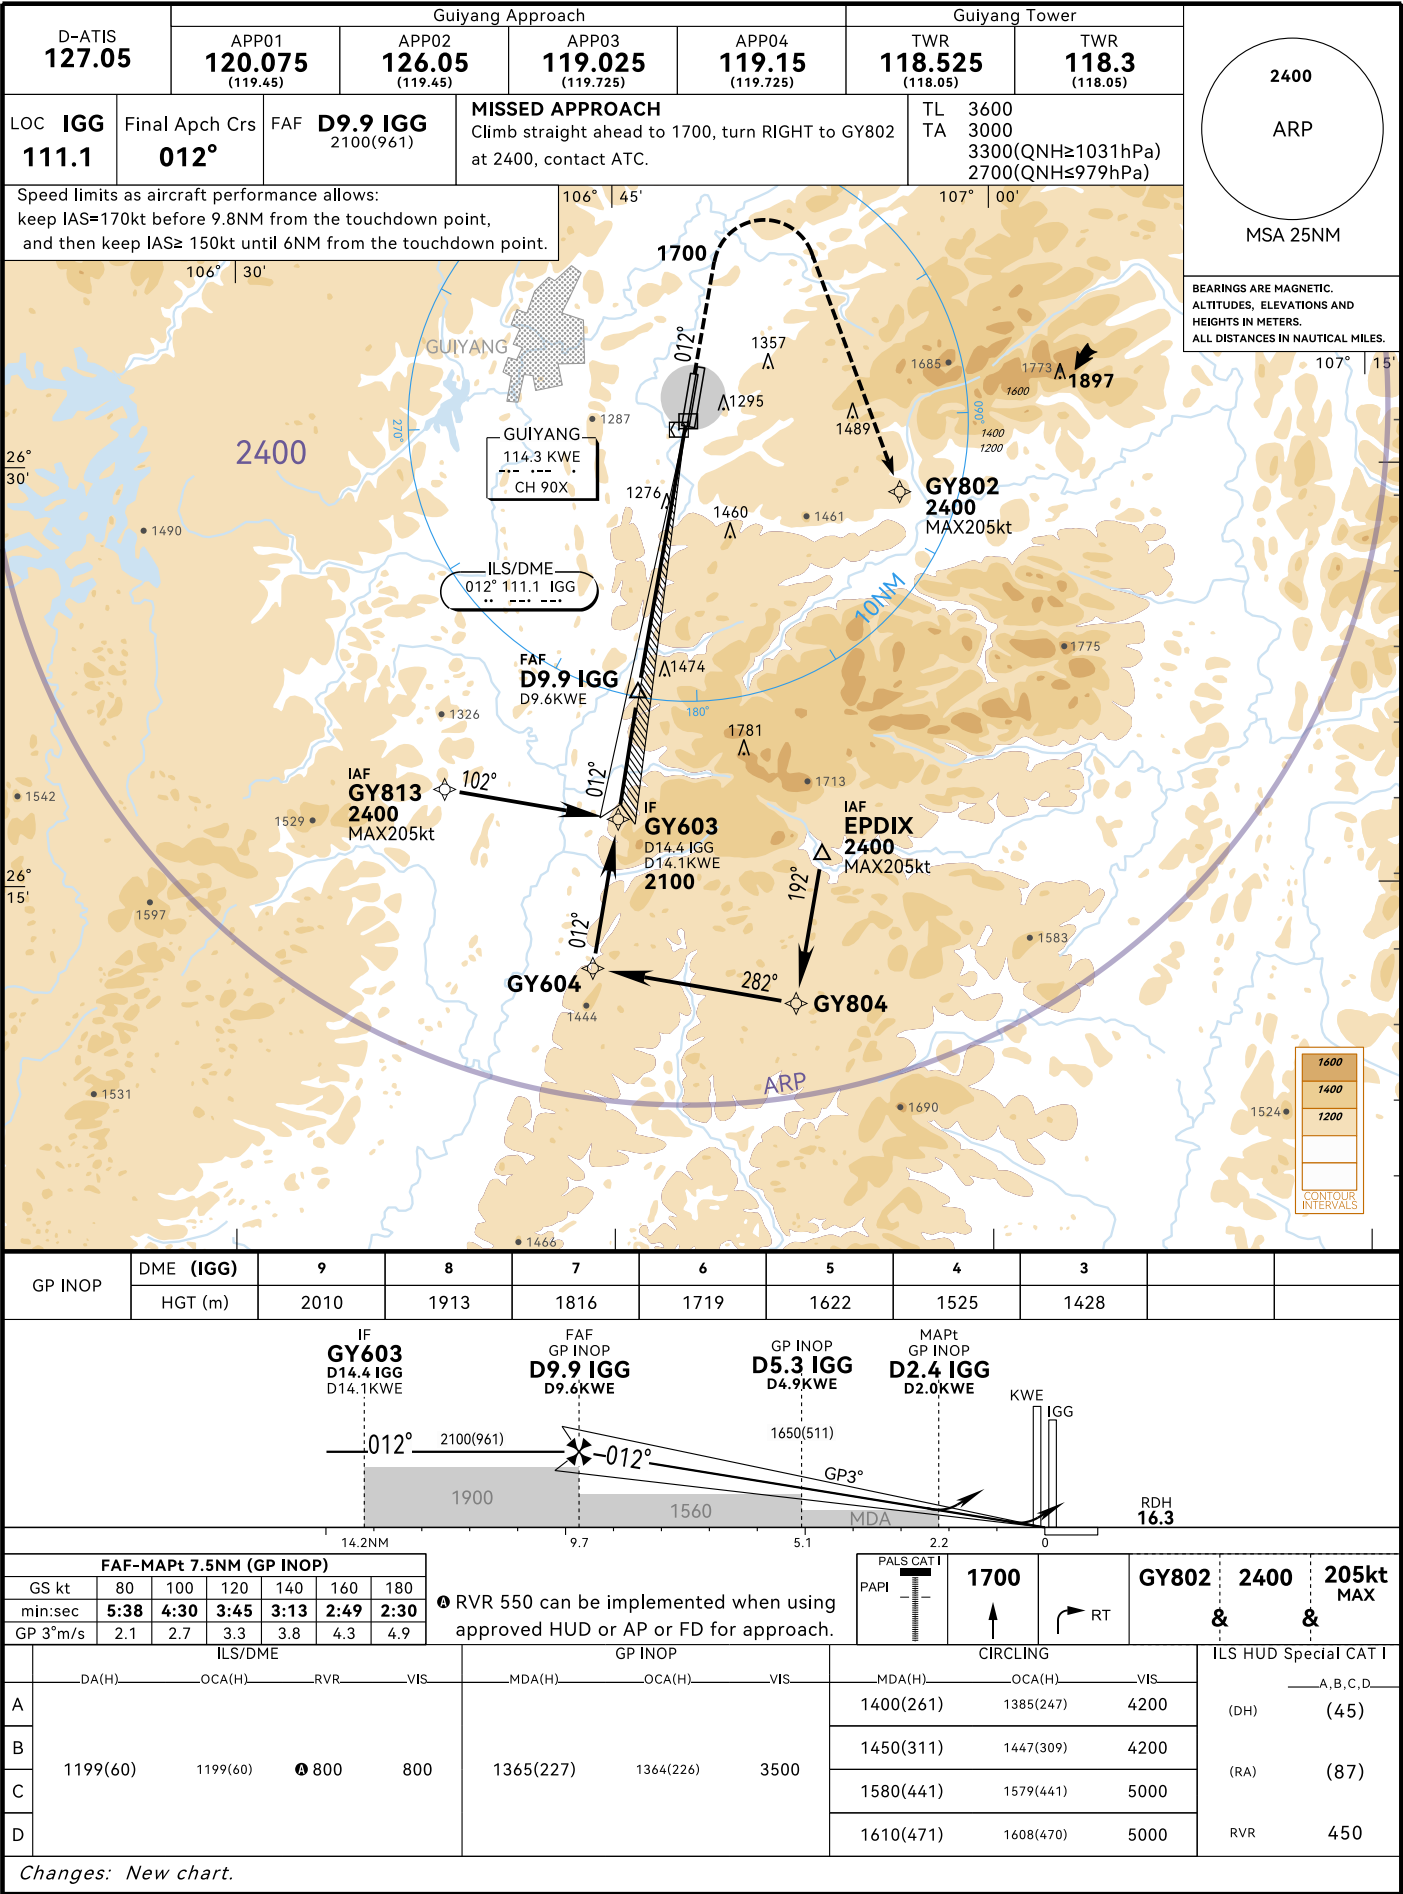 D-ATIS
127.05
Guiyang Approach
APP01
120.075
(119.45)
APP02
126.05
(119.45)
APP03
119.025
(119.725)
APP04
119.15
(119.725)
Guiyang Tower
TWR
118.525
(118.05)
TWR
118.3
(118.05)
LOC IGG
111.1
Final Apch Crs
012°
FAF D9.9 IGG
2100(961)
MISSED APPROACH
Climb straight ahead to 1700, turn RIGHT to GY802
at 2400, contact ATC.
TL 3600
TA 3000
3300(QNH≥1031hPa)
2700(QNH≤979hPa)
2400
ARP
MSA 25NM
BEARINGS ARE MAGNETIC.
ALTITUDES, ELEVATIONS AND
HEIGHTS IN METERS.
ALL DISTANCES IN NAUTICAL MILES.
Speed limits as aircraft performance allows:
keep IAS=170kt before 9.8NM from the touchdown point,
and then keep IAS≥ 150kt until 6NM from the touchdown point.
106° 45'
107° 00'
106° 30'
107° 15'
1700
012°
GUIYANG
1357
1685
1773
1897
1600
1295
1287
1489
1400
1200
270°
090°
2400
26°
30'
GUIYANG
114.3 KWE
CH 90X
1276
1460
1461
GY802
2400
MAX205kt
1490
ILS/DME
012° 111.1 IGG
10NM
1775
FAF
D9.9 IGG
D9.6KWE
1474
180°
1326
1781
1713
IAF
GY813
2400
MAX205kt
102°
012°
1542
1529
IF
GY603
D14.4 IGG
D14.1KWE
2100
IAF
EPDIX
2400
MAX205kt
192°
26°
15'
1597
012°
1583
GY604
282°
GY804
1444
ARP
1531
1690
1524
1466
1600
1400
1200
CONTOUR
INTERVALS
GP INOP
DME (IGG) 9 8 7 6 5 4 3
HGT (m) 2010 1913 1816 1719 1622 1525 1428
IF
GY603
D14.4 IGG
D14.1KWE
FAF
GP INOP
D9.9 IGG
D9.6KWE
GP INOP
D5.3 IGG
D4.9KWE
MAPt
GP INOP
D2.4 IGG
D2.0KWE
KWE
IGG
012°
2100(961)
012°
1650(511)
GP3°
1900
1560
MDA
RDH
16.3
14.2NM 9.7 5.1 2.2 0
FAF-MAPt 7.5NM (GP INOP)
GS kt 80 100 120 140 160 180
min:sec 5:38 4:30 3:45 3:13 2:49 2:30
GP 3°m/s 2.1 2.7 3.3 3.8 4.3 4.9
A RVR 550 can be implemented when using
approved HUD or AP or FD for approach.
PALS CAT I
PAPI
1700
RT
GY802 & 2400 & 205kt
MAX
ILS/DME
DA(H) OCA(H) RVR VIS
GP INOP
MDA(H) OCA(H) VIS
CIRCLING
MDA(H) OCA(H) VIS
ILS HUD Special CAT I
A,B,C,D
A
B
C
D
1199(60) 1199(60) A 800 800
1365(227) 1364(226) 3500
1400(261) 1385(247) 4200
1450(311) 1447(309) 4200
1580(441) 1579(441) 5000
1610(471) 1608(470) 5000
(DH) (45)
(RA) (87)
RVR 450
Changes: New chart.